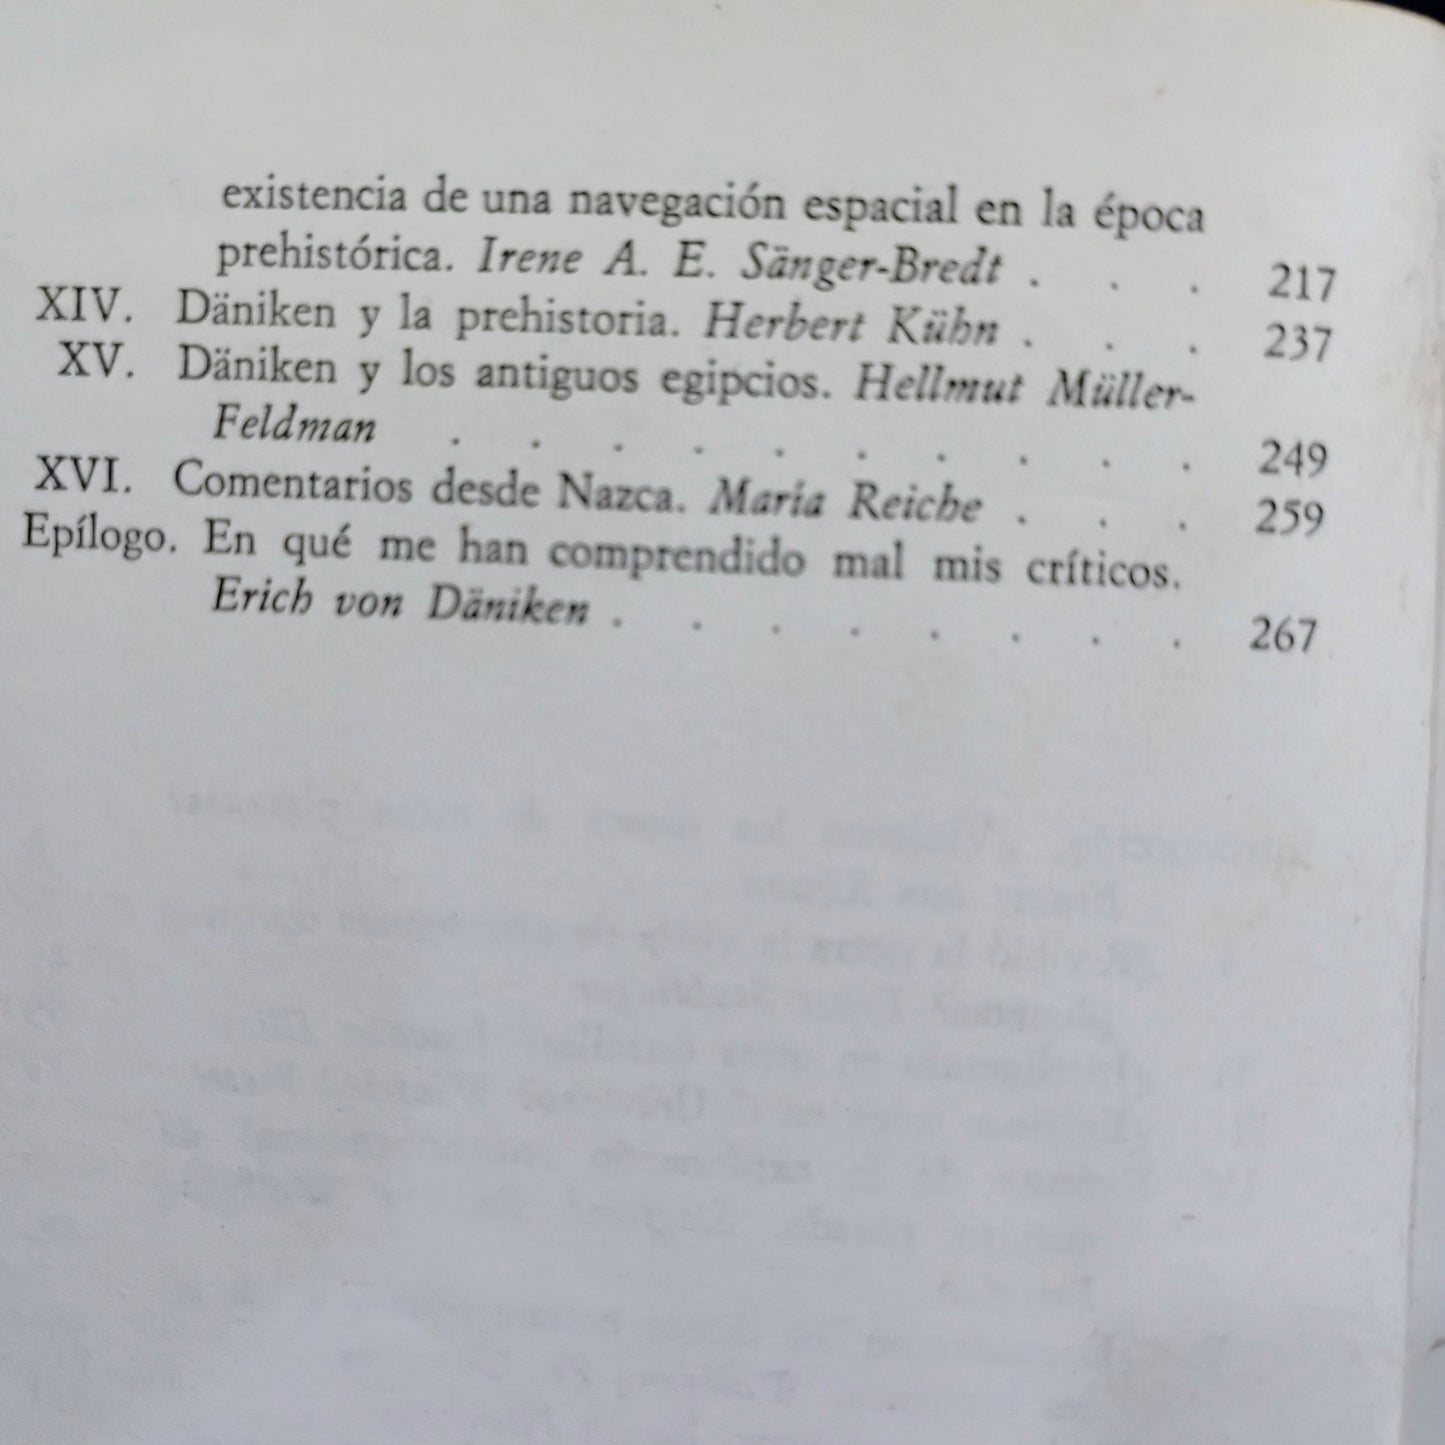 existencia de una navegación espacial en la época
prehistórica. Irene A. E. Sänger-Bredt . . . 217
XIV. Däniken y la prehistoria. Herbert Kühn . . . 237
XV. Däniken y los antiguos egipcios. Hellmut Müller-
Feldman . . . . . . . . . . 249
XVI. Comentarios desde Nazca. Maria Reiche . . . 259
Epílogo. En qué me han comprendido mal mis críticos.
Erich von Däniken . . . . . . . . 267